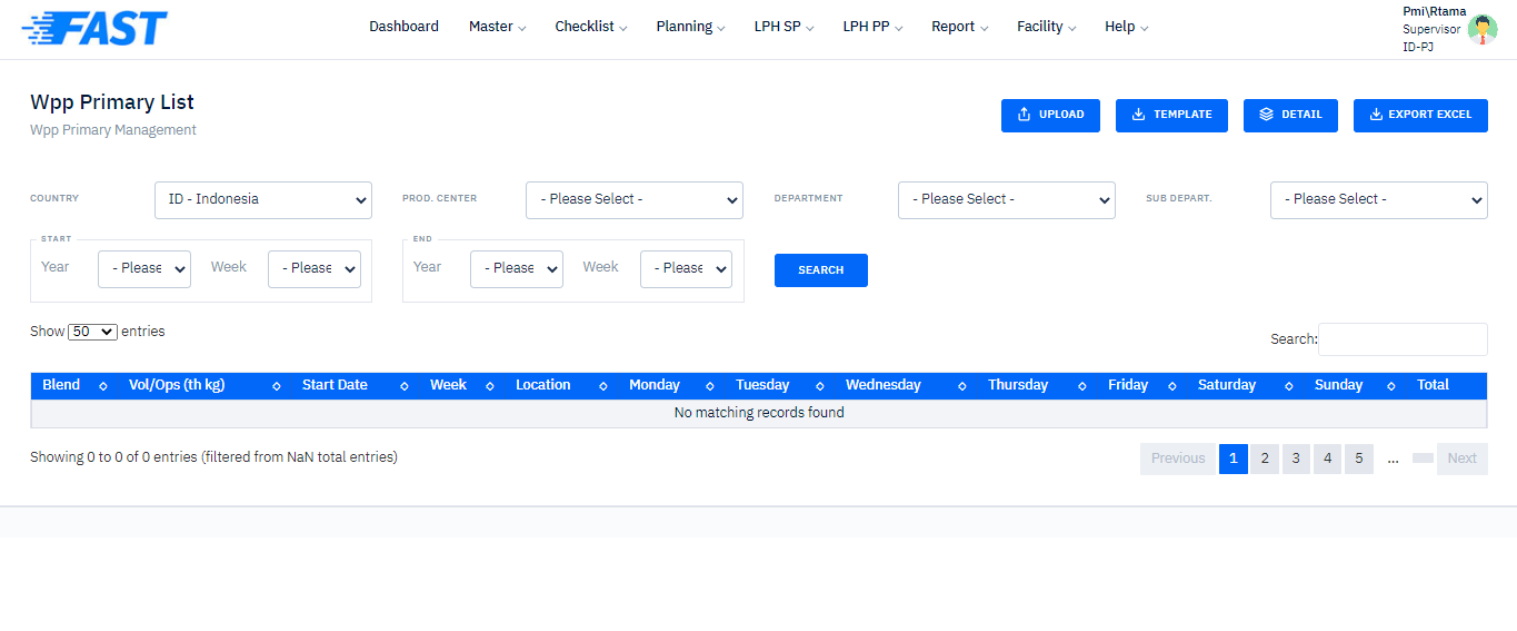 FAST
Dashboard Master Checklist Planning LPH SP LPH PP Report Facility Help
Pmi\Rtama
Supervisor
ID-PJ
Wpp Primary List
Wpp Primary Management
UPLOAD TEMPLATE DETAIL EXPORT EXCEL
COUNTRY ID - Indonesia PROD. CENTER - Please Select - DEPARTMENT - Please Select - SUB DEPART. - Please Select -
START END
Year - Please Week - Please Year - Please Week - Please SEARCH
Show 50 entries
Search:
Blend Vol/Ops (th kg) Start Date Week Location Monday Tuesday Wednesday Thursday Friday Saturday Sunday Total
No matching records found
Showing 0 to 0 of 0 entries (filtered from NaN total entries)
Previous 1 2 3 4 5 ... Next